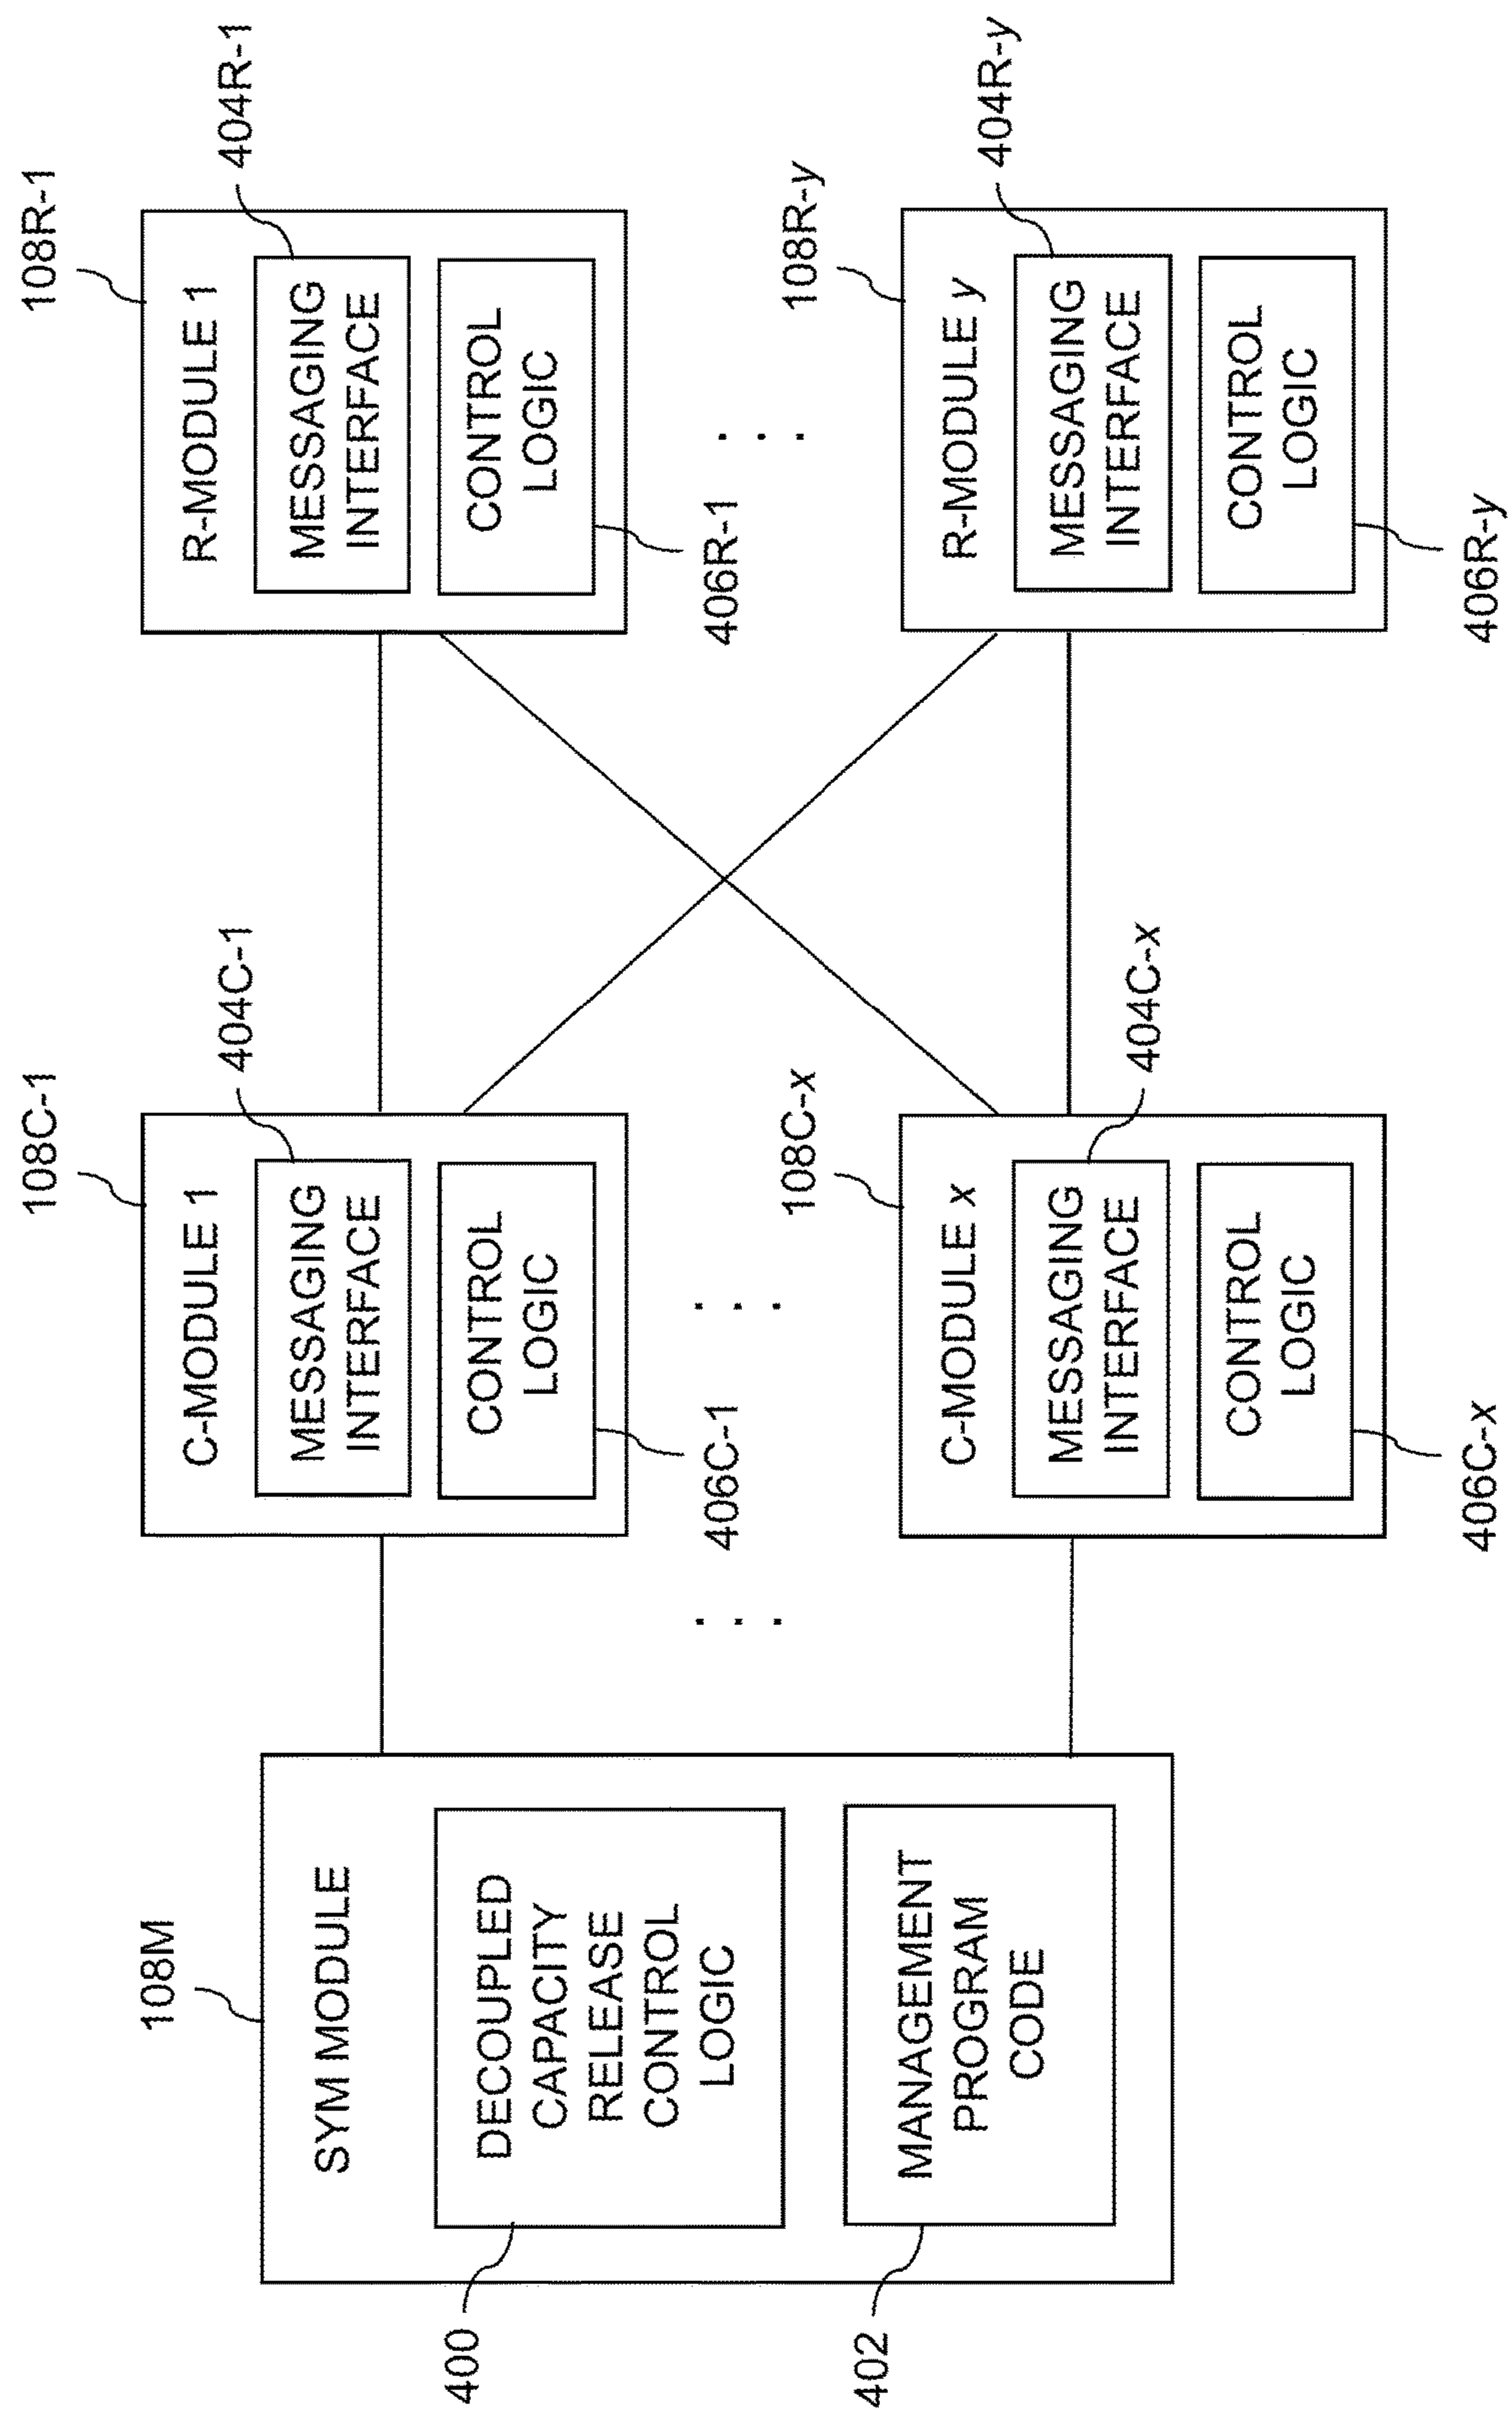 108M
SYM MODULE
DECOUPLED
CAPACITY
RELEASE
CONTROL
LOGIC
400
MANAGEMENT
PROGRAM
CODE
402
. . .
108C-1
C-MODULE 1
404C-1
MESSAGING
INTERFACE
CONTROL
LOGIC
406C-1
. . .
108C-x
C-MODULE x
MESSAGING
INTERFACE
404C-x
CONTROL
LOGIC
406C-x
108R-1
R-MODULE 1
404R-1
MESSAGING
INTERFACE
CONTROL
LOGIC
406R-1
. . .
108R-y
R-MODULE y
404R-y
MESSAGING
INTERFACE
CONTROL
LOGIC
406R-y